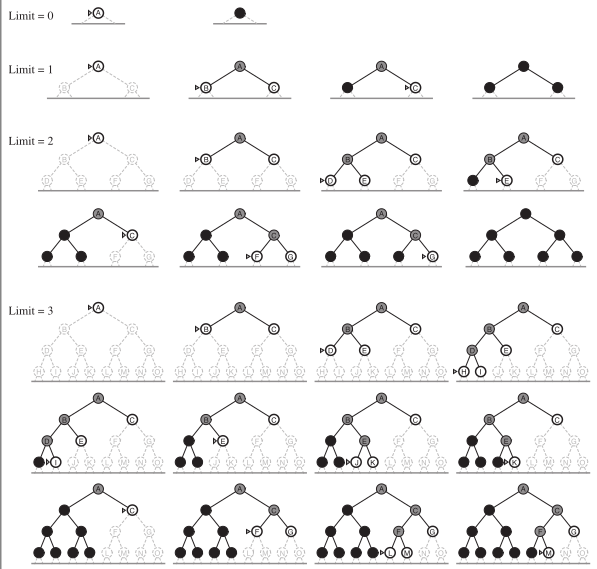 Limit = 0 A
Limit = 1 A A A
B C B C C
Limit = 2 A A A A
B C B C B C B C
D E F G D E F G D E F G E F G
A A A
C C C
F G F G G
Limit = 3 A A A A
B C B C B C B C
D E F G D E F G D E F G D E F G
H I J K L M N O H I J K L M N O H I J K L M N O H I J K L M N O
A A A A
B C B C B C B C
D E F G E F G E F G E F G
I J K L M N O J K L M N O J K L M N O K L M N O
A A A A
C C C C
F G F G F G F G
L M N O L M N O L M N O M N O